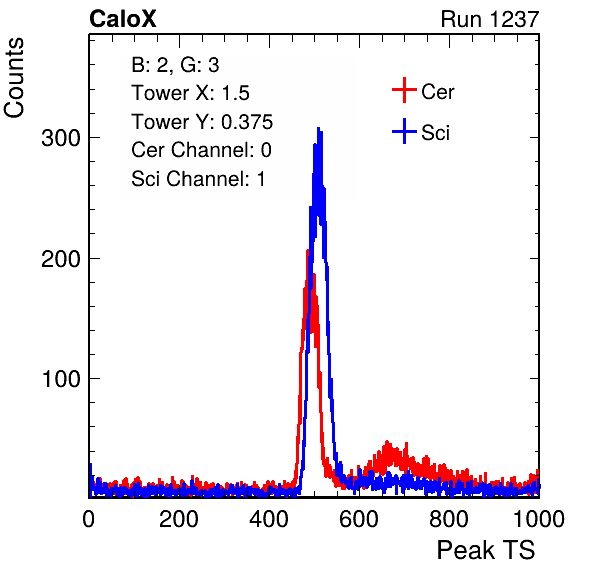 CaloX Run 1237
Counts
B: 2, G: 3
Tower X: 1.5
Tower Y: 0.375
Cer Channel: 0
Sci Channel: 1
Cer
Sci
300
200
100
0 200 400 600 800 1000
Peak TS